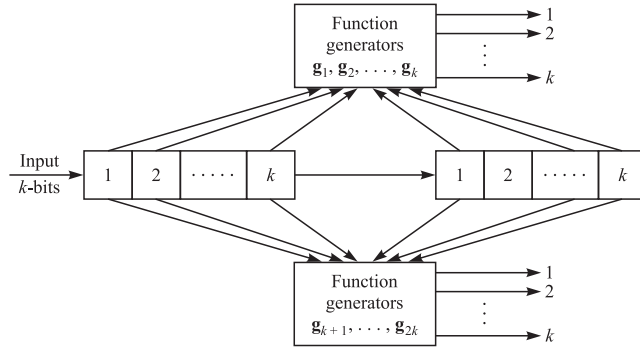 Function
generators
g₁, g₂, . . . , gₖ
1
2
⋮
k
Input
k-bits
1 2 ..... k
1 2 ..... k
Function
generators
gₖ ₊ ₁, . . . , g₂ₖ
1
2
⋮
k